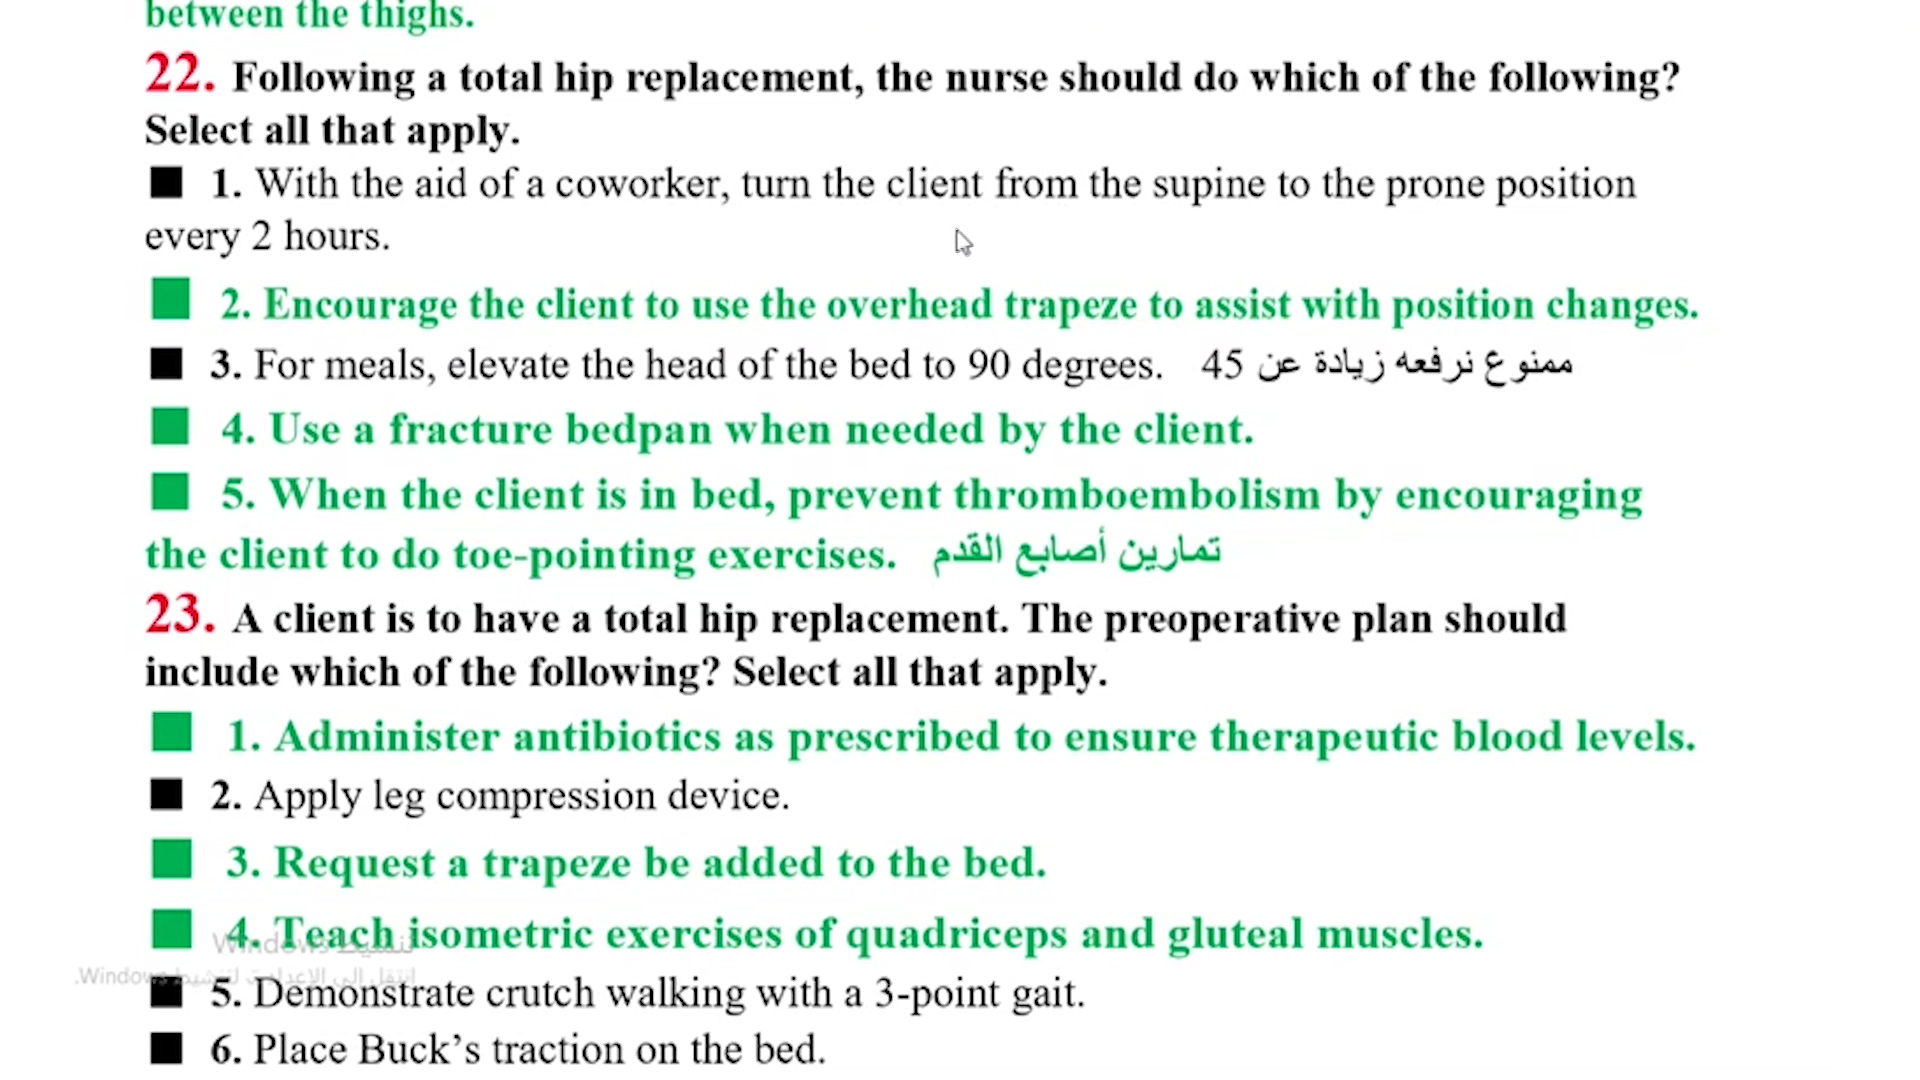 between the thighs.
22. Following a total hip replacement, the nurse should do which of the following?
Select all that apply.
■ 1. With the aid of a coworker, turn the client from the supine to the prone position
every 2 hours.
■ 2. Encourage the client to use the overhead trapeze to assist with position changes.
■ 3. For meals, elevate the head of the bed to 90 degrees. ممنوع نرفعه زيادة عن 45
■ 4. Use a fracture bedpan when needed by the client.
■ 5. When the client is in bed, prevent thromboembolism by encouraging
the client to do toe-pointing exercises. تمارين أصابع القدم
23. A client is to have a total hip replacement. The preoperative plan should
include which of the following? Select all that apply.
■ 1. Administer antibiotics as prescribed to ensure therapeutic blood levels.
■ 2. Apply leg compression device.
■ 3. Request a trapeze be added to the bed.
■ 4. Teach isometric exercises of quadriceps and gluteal muscles.
تنشيط Windows
انتقل إلى الإعدادات لتنشيط Windows.
■ 5. Demonstrate crutch walking with a 3-point gait.
■ 6. Place Buck’s traction on the bed.